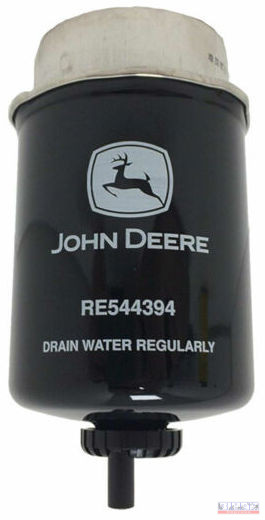 JOHN DEERE
RE544394
DRAIN WATER REGULARLY